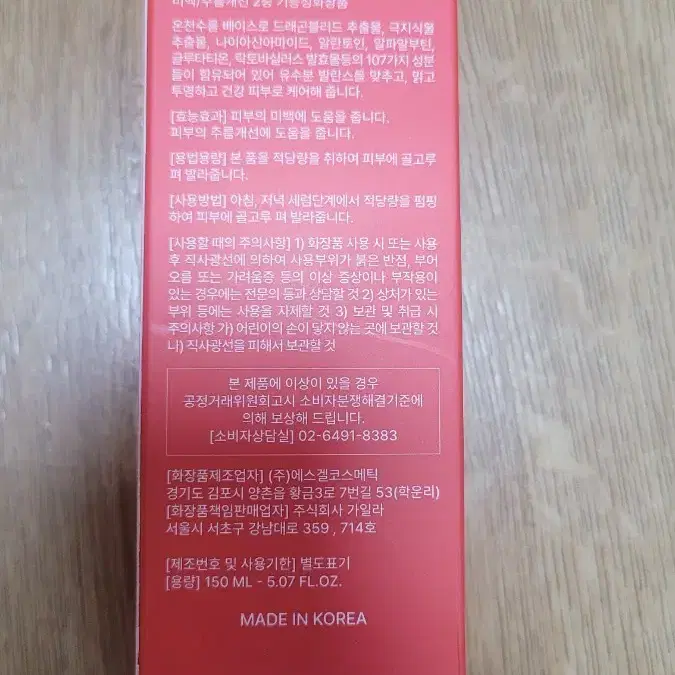 미백/주름개선 2중 기능성화장품
온천수를 베이스로 드래곤블러드 추출물, 극지식물
추출물, 나이아신아마이드, 알란토인, 알파알부틴,
글루타티온, 락토바실러스 발효물등의 107가지 성분
들이 함유되어 있어 유수분 발란스를 맞추고, 맑고
투명하고 건강 피부로 케어해 줍니다.
[효능효과] 피부의 미백에 도움을 줍니다.
피부의 주름개선에 도움을 줍니다.
[용법용량] 본 품을 적당량을 취하여 피부에 골고루
펴 발라줍니다.
[사용방법] 아침, 저녁 세럼단계에서 적당량을 펌핑
하여 피부에 골고루 펴 발라줍니다.
[사용할 때의 주의사항] 1) 화장품 사용 시 또는 사용
후 직사광선에 의하여 사용부위가 붉은 반점, 부어
오름 또는 가려움증 등의 이상 증상이나 부작용이
있는 경우에는 전문의 등과 상담할 것 2) 상처가 있는
부위 등에는 사용을 자제할 것 3) 보관 및 취급 시
주의사항 가) 어린이의 손이 닿지 않는 곳에 보관할 것
나) 직사광선을 피해서 보관할 것
본 제품에 이상이 있을 경우
공정거래위원회고시 소비자분쟁해결기준에
의해 보상해 드립니다.
[소비자상담실] 02-6491-8383
[화장품제조업자] (주)에스겔코스메틱
경기도 김포시 양촌읍 황금3로 7번길 53(학운리)
[화장품책임판매업자] 주식회사 가일라
서울시 서초구 강남대로 359 , 714호
[제조번호 및 사용기한] 별도표기
[용량] 150 ML - 5.07 FL.OZ.
MADE IN KOREA